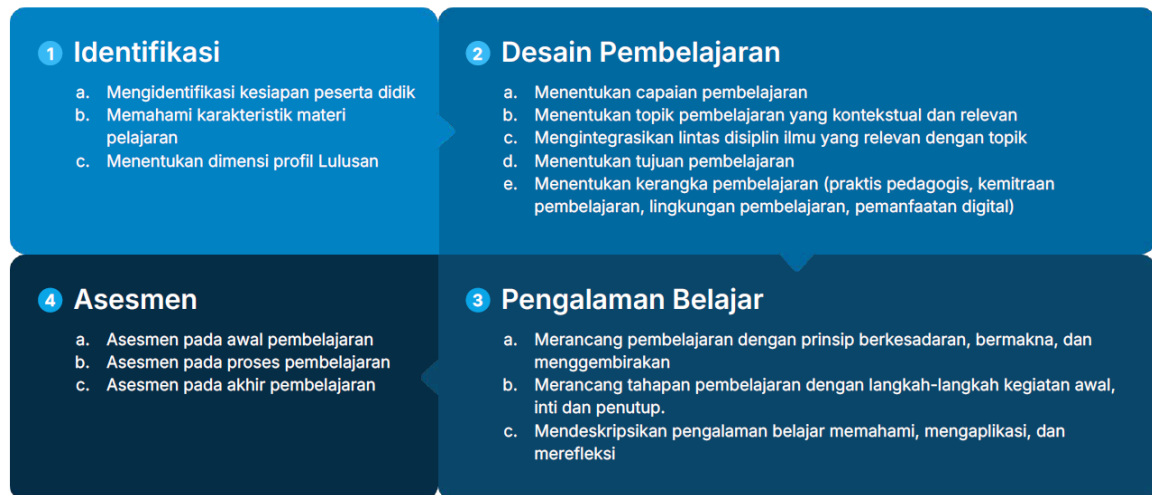 1 Identifikasi
a. Mengidentifikasi kesiapan peserta didik
b. Memahami karakteristik materi
pelajaran
c. Menentukan dimensi profil Lulusan
2 Desain Pembelajaran
a. Menentukan capaian pembelajaran
b. Menentukan topik pembelajaran yang kontekstual dan relevan
c. Mengintegrasikan lintas disiplin ilmu yang relevan dengan topik
d. Menentukan tujuan pembelajaran
e. Menentukan kerangka pembelajaran (praktis pedagogis, kemitraan
pembelajaran, lingkungan pembelajaran, pemanfaatan digital)
4 Asesmen
a. Asesmen pada awal pembelajaran
b. Asesmen pada proses pembelajaran
c. Asesmen pada akhir pembelajaran
3 Pengalaman Belajar
a. Merancang pembelajaran dengan prinsip berkesadaran, bermakna, dan
menggembirakan
b. Merancang tahapan pembelajaran dengan langkah-langkah kegiatan awal,
inti dan penutup.
c. Mendeskripsikan pengalaman belajar memahami, mengaplikasi, dan
merefleksi